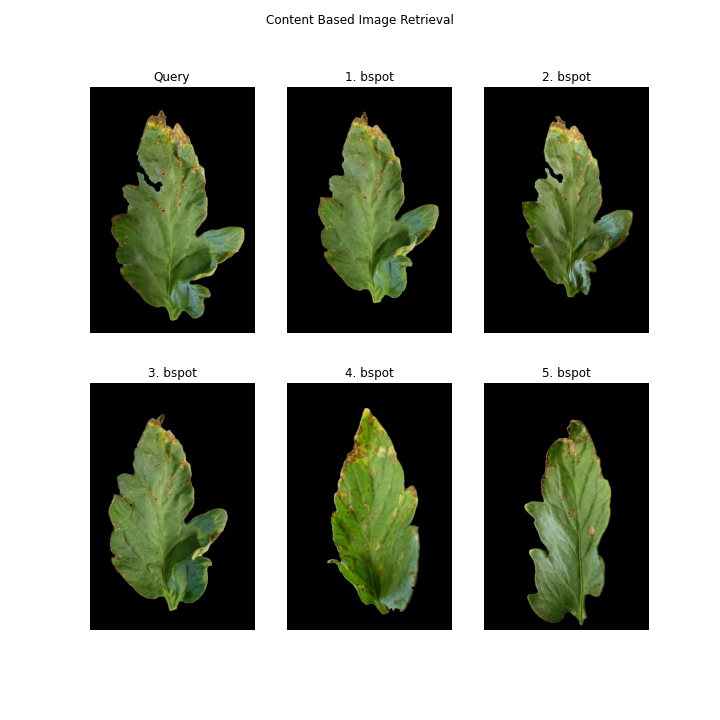 Content Based Image Retrieval
Query
1. bspot
2. bspot
3. bspot
4. bspot
5. bspot